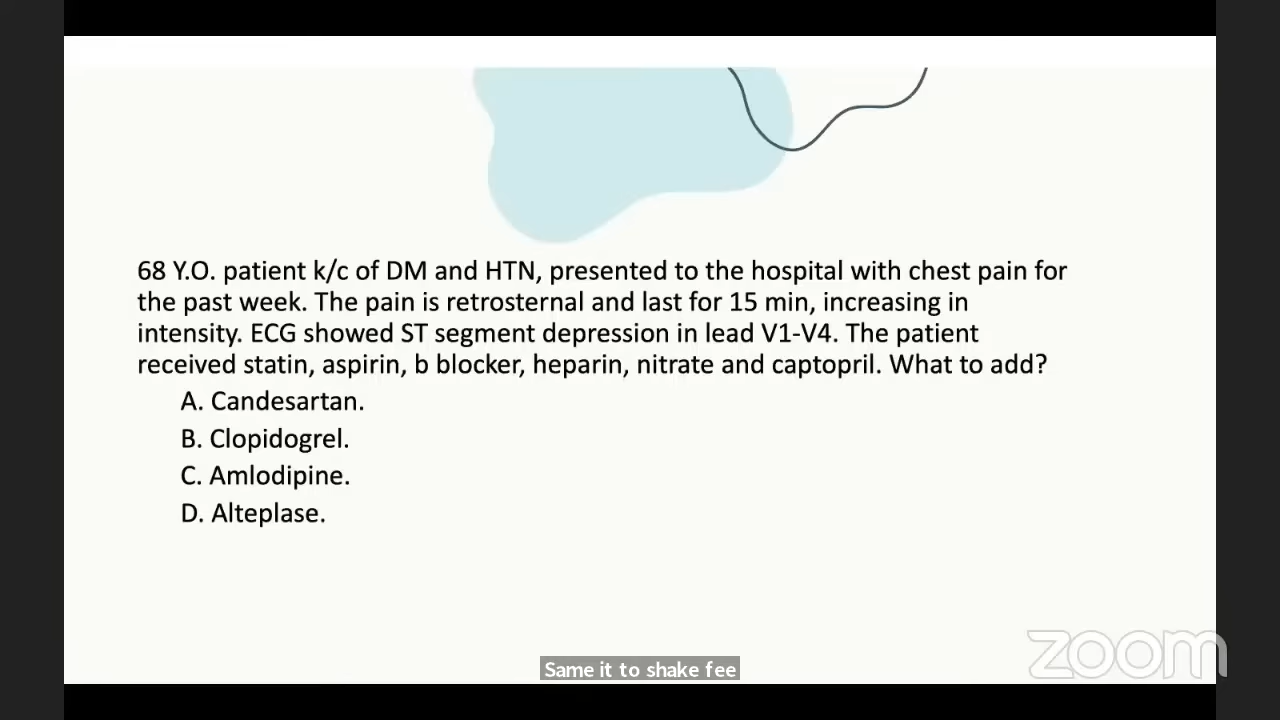 68 Y.O. patient k/c of DM and HTN, presented to the hospital with chest pain for
the past week. The pain is retrosternal and last for 15 min, increasing in
intensity. ECG showed ST segment depression in lead V1-V4. The patient
received statin, aspirin, b blocker, heparin, nitrate and captopril. What to add?
A. Candesartan.
B. Clopidogrel.
C. Amlodipine.
D. Alteplase.
zoom
Same it to shake fee